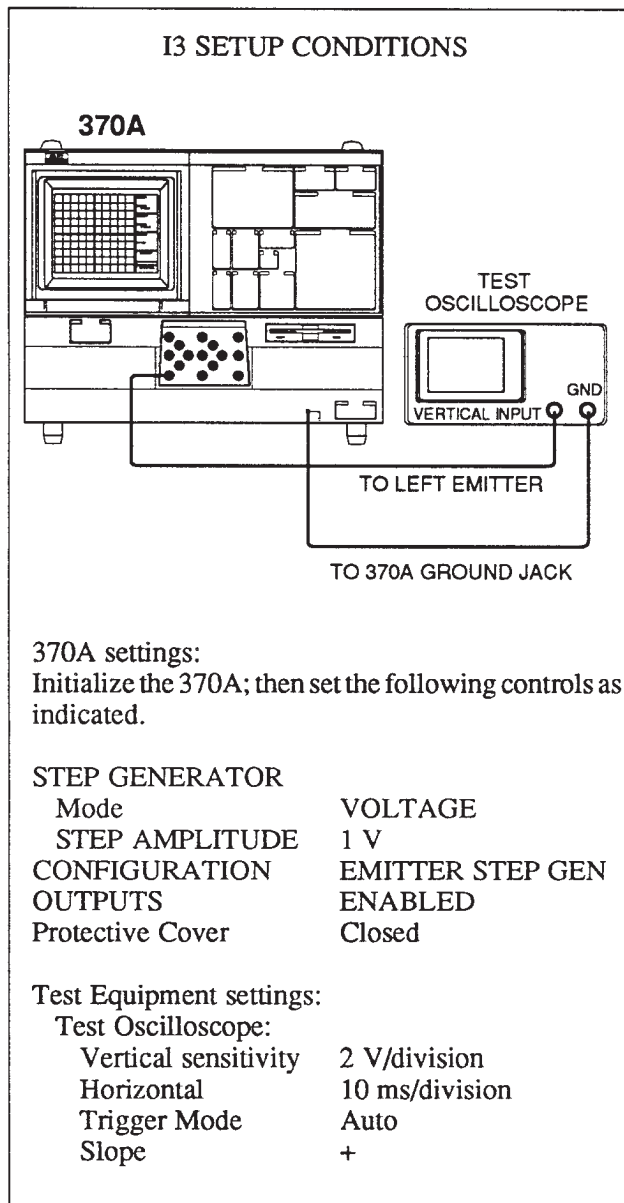 I3 SETUP CONDITIONS
370A
TEST
OSCILLOSCOPE
GND
VERTICAL INPUT
TO LEFT EMITTER
TO 370A GROUND JACK
370A settings:
Initialize the 370A; then set the following controls as
indicated.
STEP GENERATOR
Mode VOLTAGE
STEP AMPLITUDE 1 V
CONFIGURATION EMITTER STEP GEN
OUTPUTS ENABLED
Protective Cover Closed
Test Equipment settings:
Test Oscilloscope:
Vertical sensitivity 2 V/division
Horizontal 10 ms/division
Trigger Mode Auto
Slope +